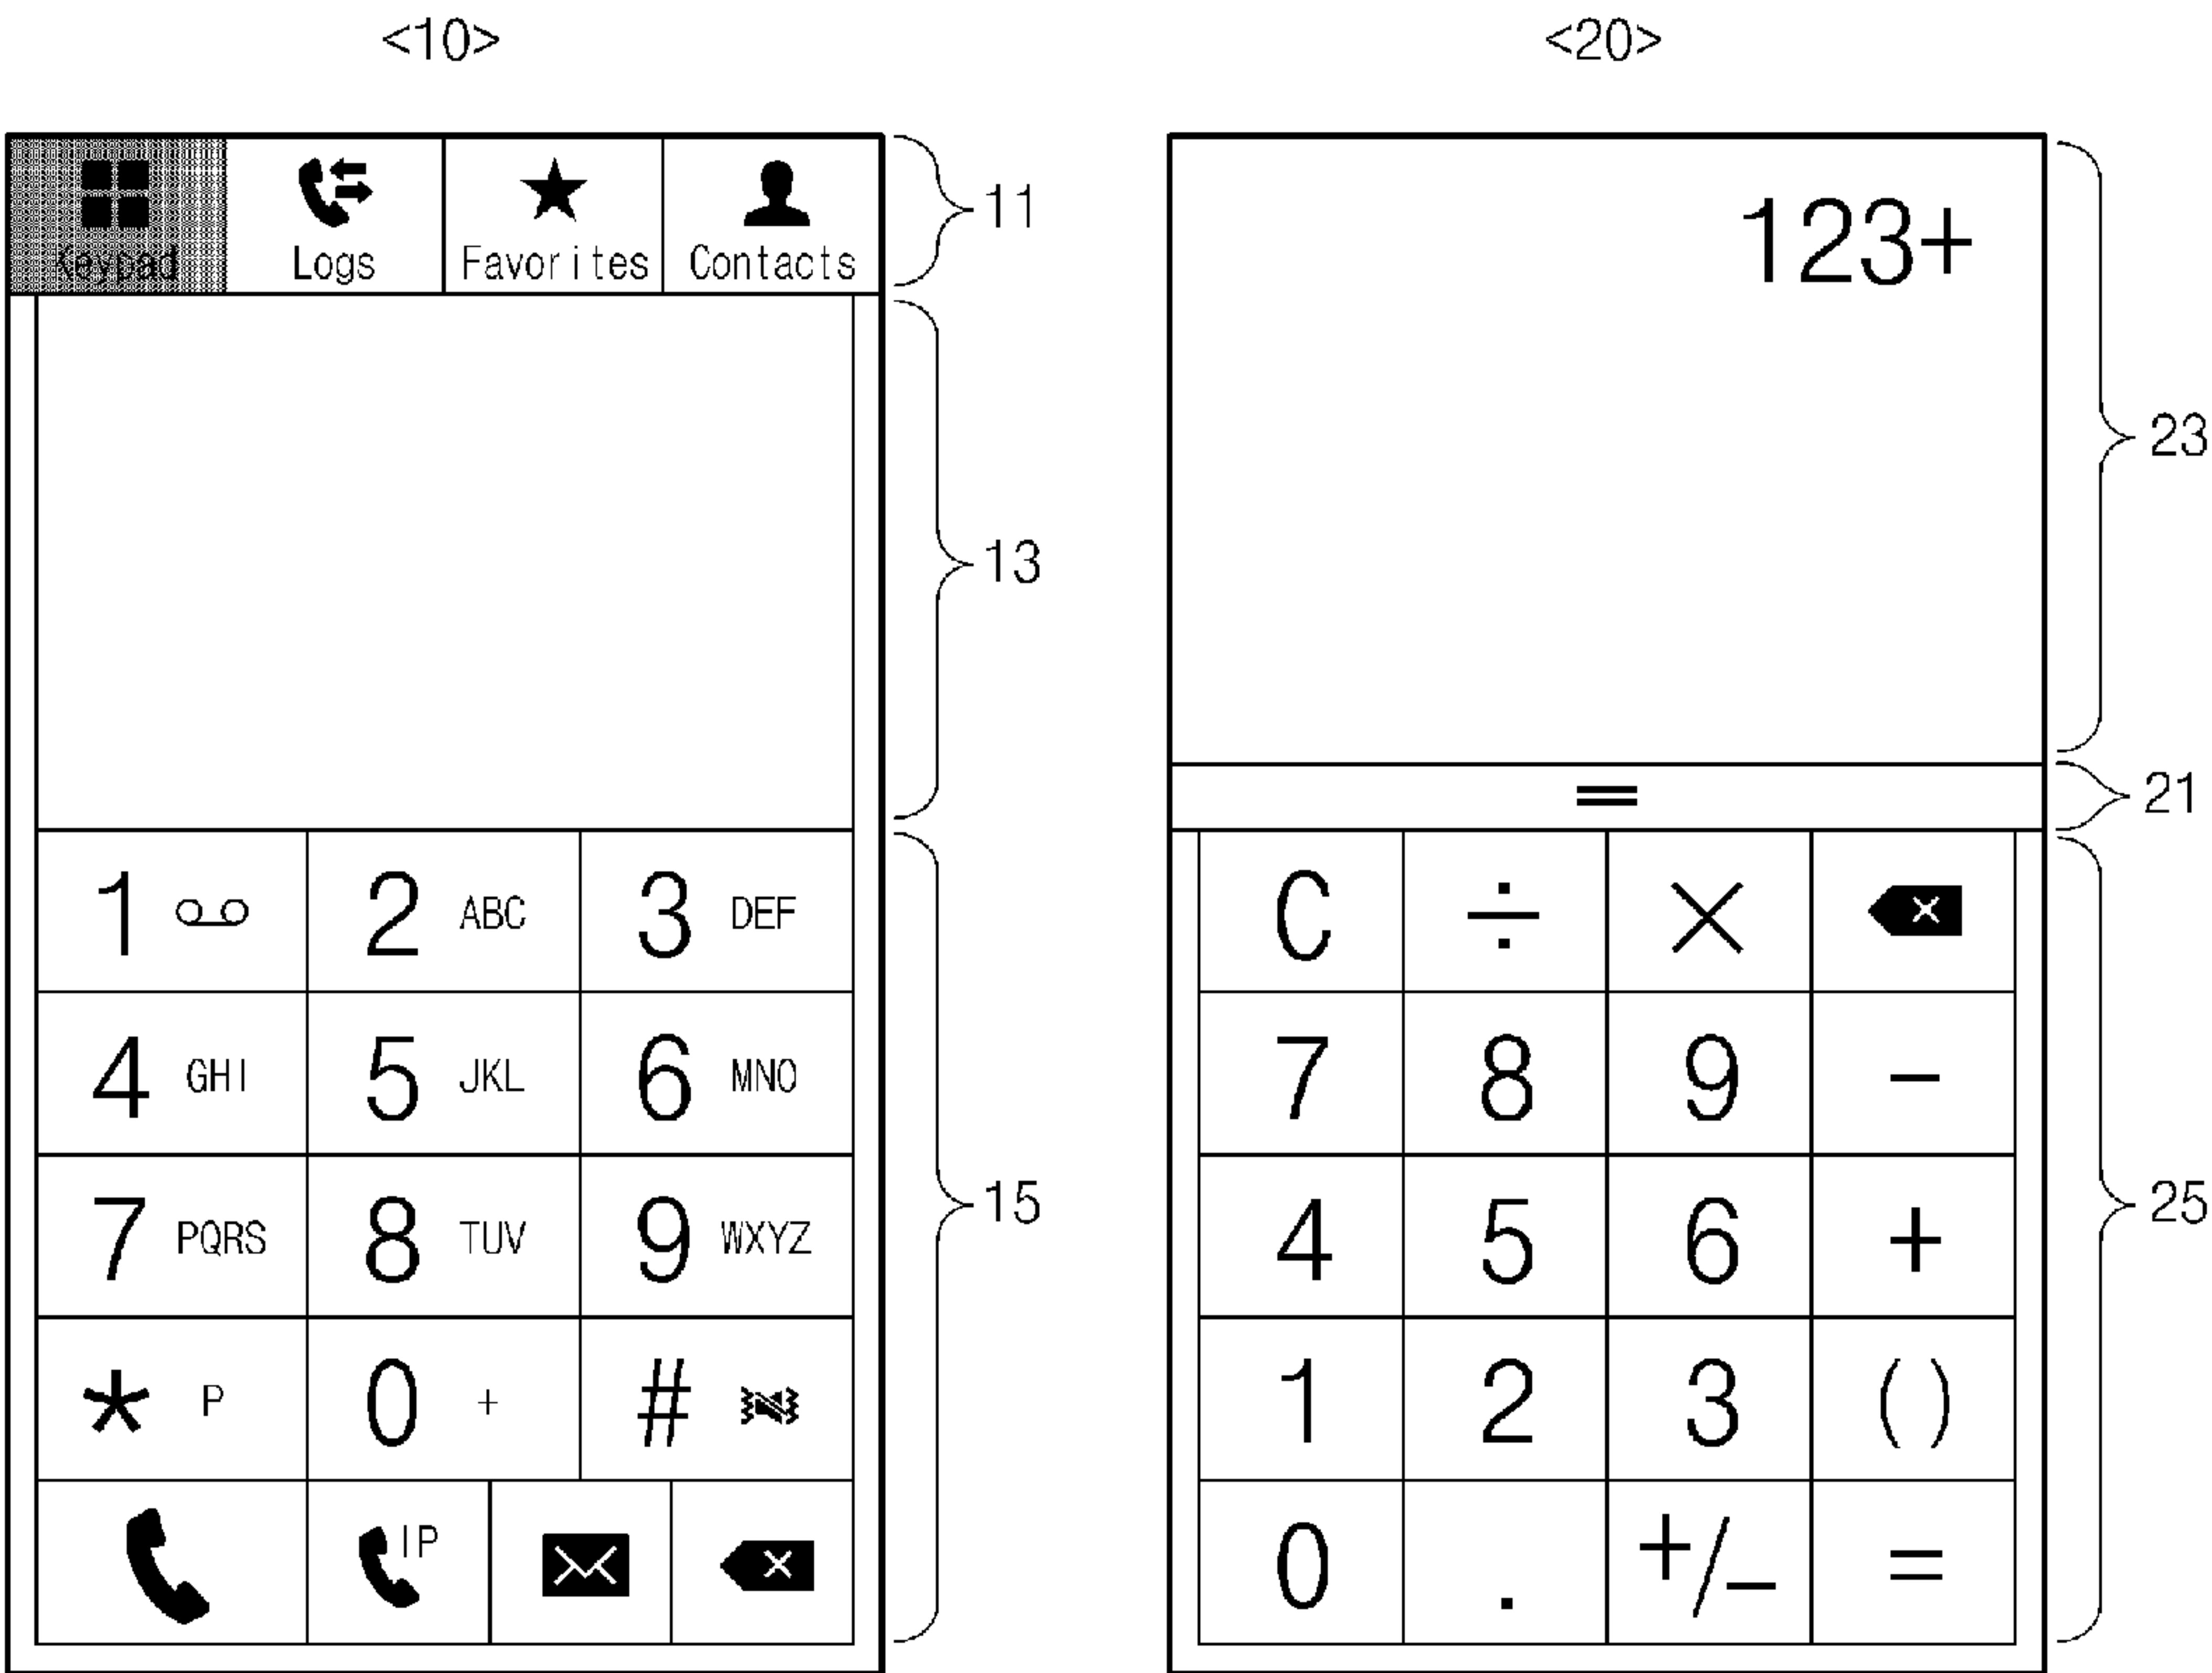 <10>
<20>
Keypad
Logs
Favorites
Contacts
11
13
1
2 ABC
3 DEF
4 GHI
5 JKL
6 MNO
7 PQRS
8 TUV
9 WXYZ
* P
0 +
#
IP
15
123+
23
=
21
C ÷ ×
7 8 9 −
4 5 6 +
1 2 3 ( )
0 . +/− =
25